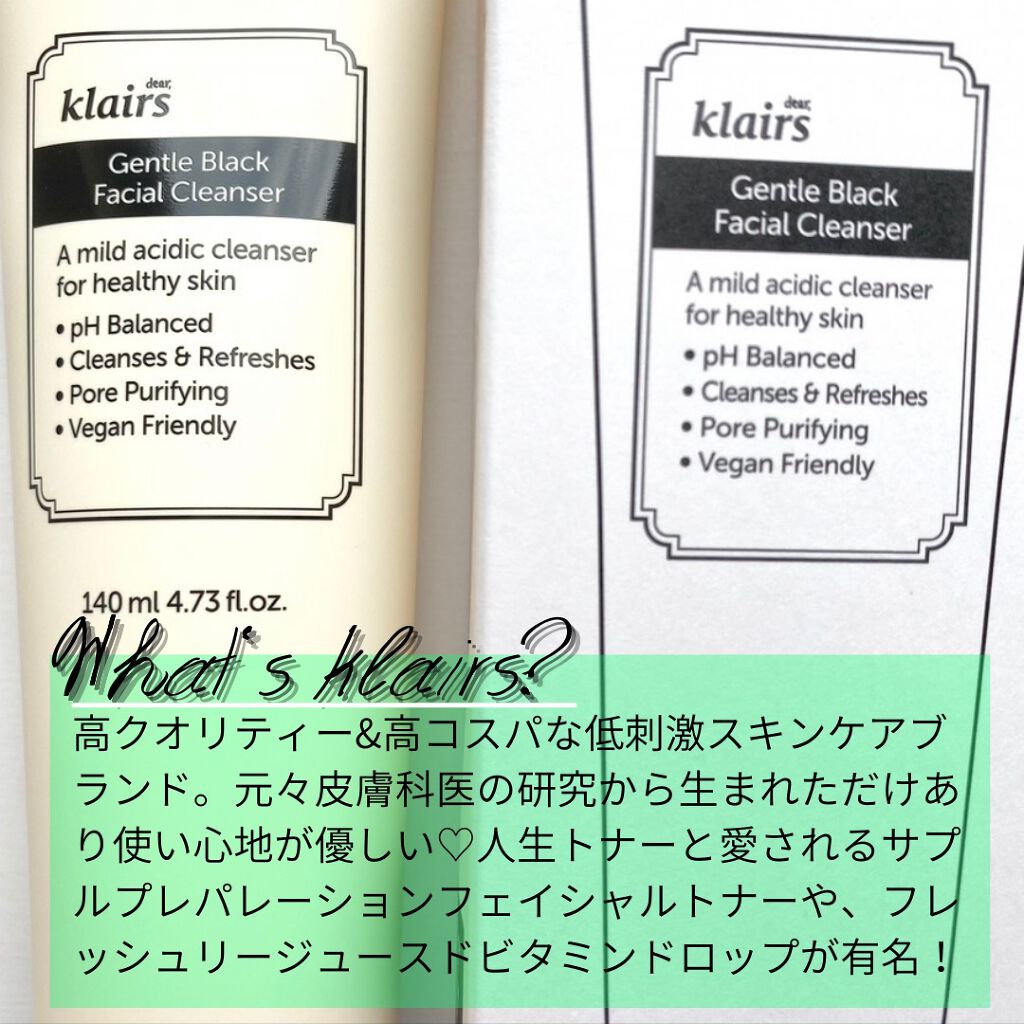 dear,
klairs
Gentle Black
Facial Cleanser
A mild acidic cleanser
for healthy skin
• pH Balanced
• Cleanses & Refreshes
• Pore Purifying
• Vegan Friendly
140 ml 4.73 fl.oz.
dear,
klairs
Gentle Black
Facial Cleanser
A mild acidic cleanser
for healthy skin
• pH Balanced
• Cleanses & Refreshes
• Pore Purifying
• Vegan Friendly
What's klairs?
高クオリティー&高コスパな低刺激スキンケアブ
ランド。元々皮膚科医の研究から生まれただけあ
り使い心地が優しい♡人生トナーと愛されるサプ
ルプレパレーションフェイシャルトナーや、フレ
ッシュリージュースドビタミンドロップが有名！